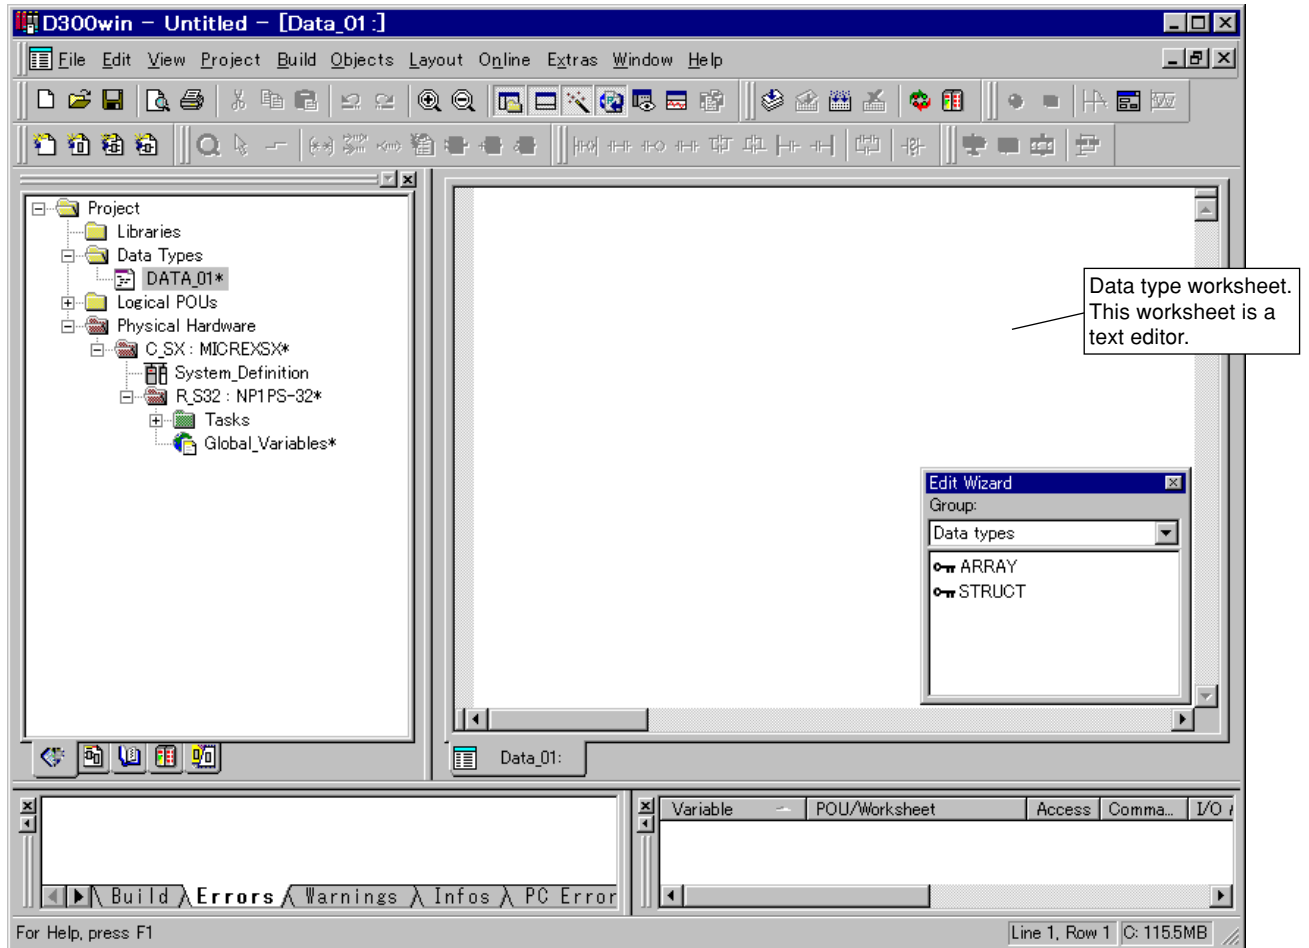 D300win - Untitled - [Data_01:]
File Edit View Project Build Objects Layout Online Extras Window Help
Project
Libraries
Data Types
DATA_01*
Logical POUs
Physical Hardware
C_SX : MICREXSX*
System_Definition
R_S32 : NP1PS-32*
Tasks
Global_Variables*
Data type worksheet.
This worksheet is a
text editor.
Edit Wizard
Group:
Data types
ARRAY
STRUCT
Data_01:
Variable POU/Worksheet Access Comma... I/O
Build Errors Warnings Infos PC Error
For Help, press F1
Line 1, Row 1 C: 115.5MB